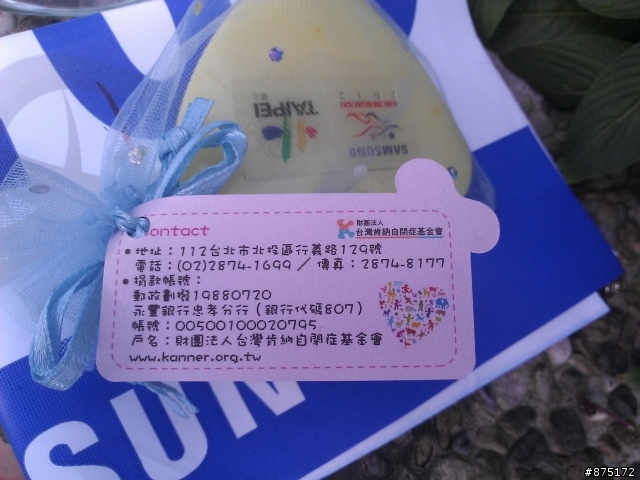 TAIPEI
2012
SAMSUNG
Contact
財團法人
台灣肯納自閉症基金會
●地址：112台北市北投區行義路129號
電話：(02)2874-1699／傳真：2874-8177
●捐款帳號：
郵政劃撥19880720
永豐銀行忠孝分行（銀行代碼807）
帳號：00500100020795
戶名：財團法人台灣肯納自閉症基金會
www.kanner.org.tw
SUN
#875172